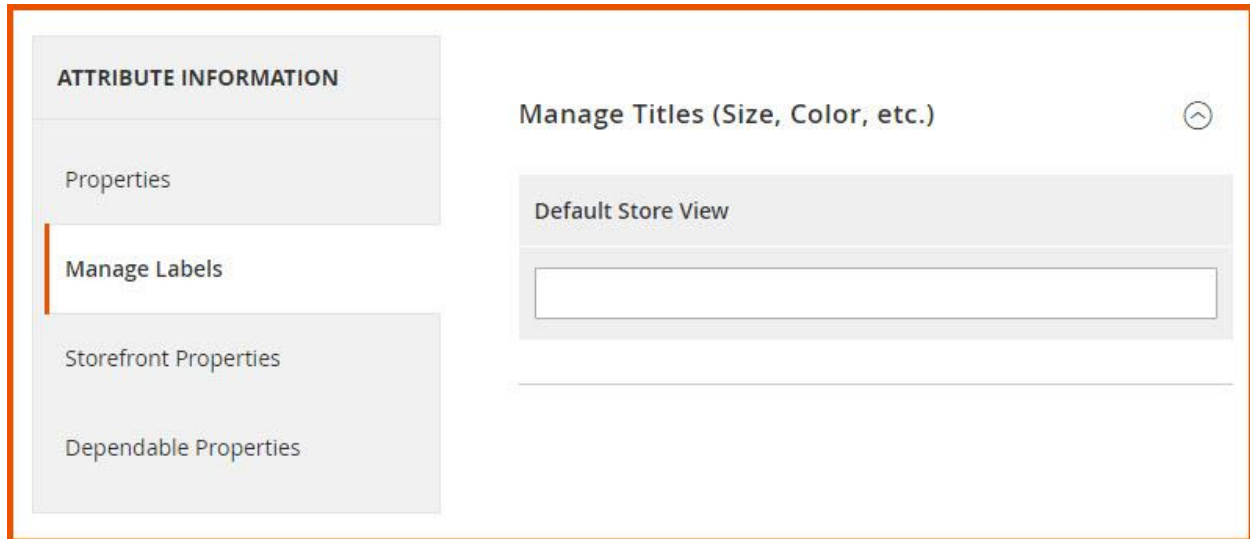 ATTRIBUTE INFORMATION
Properties
Manage Labels
Storefront Properties
Dependable Properties
Manage Titles (Size, Color, etc.)
Default Store View